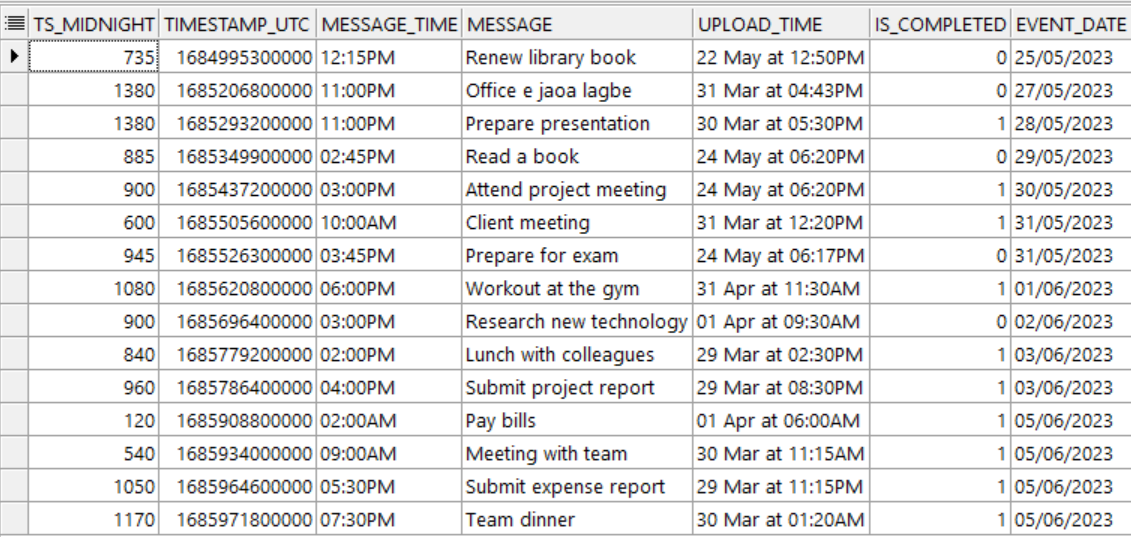 TS_MIDNIGHT TIMESTAMP_UTC MESSAGE_TIME MESSAGE UPLOAD_TIME IS_COMPLETED EVENT_DATE
735 1684995300000 12:15PM Renew library book 22 May at 12:50PM 0 25/05/2023
1380 1685206800000 11:00PM Office e jaoa lagbe 31 Mar at 04:43PM 0 27/05/2023
1380 1685293200000 11:00PM Prepare presentation 30 Mar at 05:30PM 1 28/05/2023
885 1685349900000 02:45PM Read a book 24 May at 06:20PM 0 29/05/2023
900 1685437200000 03:00PM Attend project meeting 24 May at 06:20PM 1 30/05/2023
600 1685505600000 10:00AM Client meeting 31 Mar at 12:20PM 1 31/05/2023
945 1685526300000 03:45PM Prepare for exam 24 May at 06:17PM 0 31/05/2023
1080 1685620800000 06:00PM Workout at the gym 31 Apr at 11:30AM 1 01/06/2023
900 1685696400000 03:00PM Research new technology 01 Apr at 09:30AM 0 02/06/2023
840 1685779200000 02:00PM Lunch with colleagues 29 Mar at 02:30PM 1 03/06/2023
960 1685786400000 04:00PM Submit project report 29 Mar at 08:30PM 1 03/06/2023
120 1685908800000 02:00AM Pay bills 01 Apr at 06:00AM 1 05/06/2023
540 1685934000000 09:00AM Meeting with team 30 Mar at 11:15AM 1 05/06/2023
1050 1685964600000 05:30PM Submit expense report 29 Mar at 11:15PM 1 05/06/2023
1170 1685971800000 07:30PM Team dinner 30 Mar at 01:20AM 1 05/06/2023